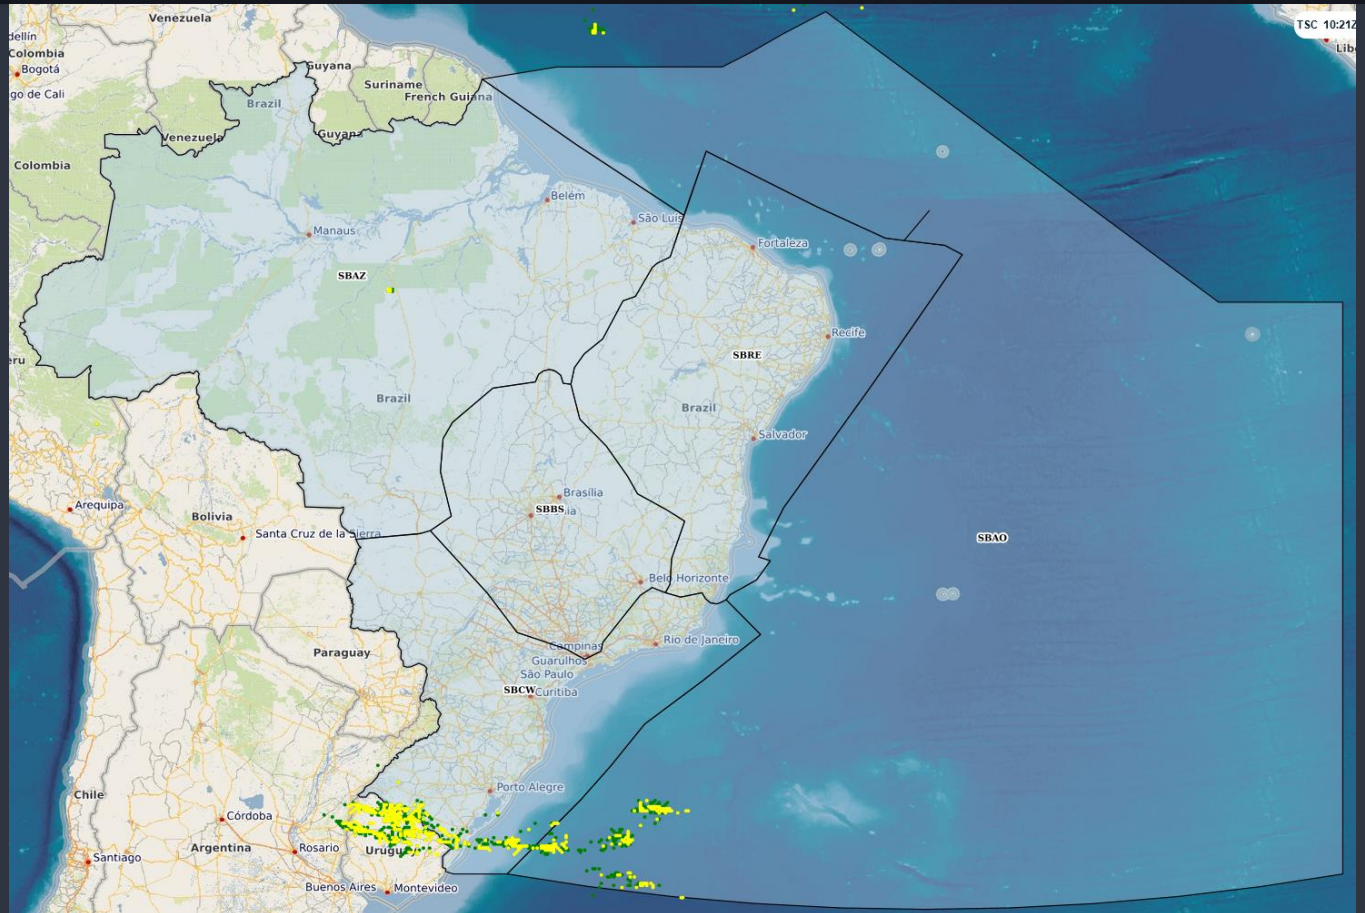 Venezuela
TSC 10:21Z
dellín
Colombia
Bogotá
go de Cali
Guyana
Suriname
French Guiana
Brazil
Venezuela
Guyana
Colombia
Belém
São Luís
Manaus
Fortaleza
SBAZ
Recife
SBRE
eru
Brazil
Brazil
Salvador
Brasília
Arequipa
SBBS
Bolivia
Santa Cruz de la Sierra
SBAO
Belo Horizonte
Rio de Janeiro
Campinas
Paraguay
Guarulhos
São Paulo
SBCW
Curitiba
Porto Alegre
Chile
Córdoba
Argentina
Rosario
Santiago
Buenos Aires
Montevideo